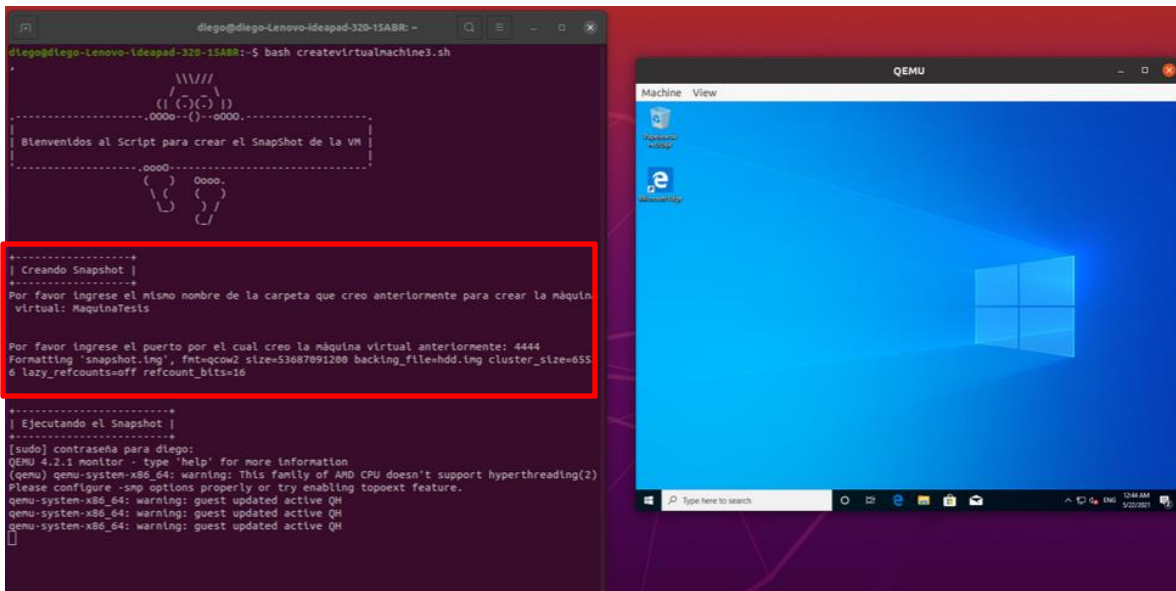 diego@diego-Lenovo-ideapad-320-15ABR: ~
diego@diego-Lenovo-ideapad-320-15ABR:~$ bash createvirtualmachine3.sh
Bienvenidos al Script para crear el SnapShot de la VM
Creando Snapshot
Por favor ingrese el mismo nombre de la carpeta que creo anteriormente para crear la màquina
virtual: MaquinaTesis
Por favor ingrese el puerto por el cual creo la màquina virtual anteriormente: 4444
Formatting 'snapshot.img', fmt=qcow2 size=53687091200 backing_file=hdd.img cluster_size=6553
6 lazy_refcounts=off refcount_bits=16
Ejecutando el Snapshot
[sudo] contraseña para diego:
QEMU 4.2.1 monitor - type 'help' for more information
(qemu) qemu-system-x86_64: warning: This family of AMD CPU doesn't support hyperthreading(2)
Please configure -smp options properly or try enabling topoext feature.
qemu-system-x86_64: warning: guest updated active QH
qemu-system-x86_64: warning: guest updated active QH
qemu-system-x86_64: warning: guest updated active QH
QEMU
Machine View
Microsoft Edge
Type here to search
ENG
12:44 AM
5/22/2021